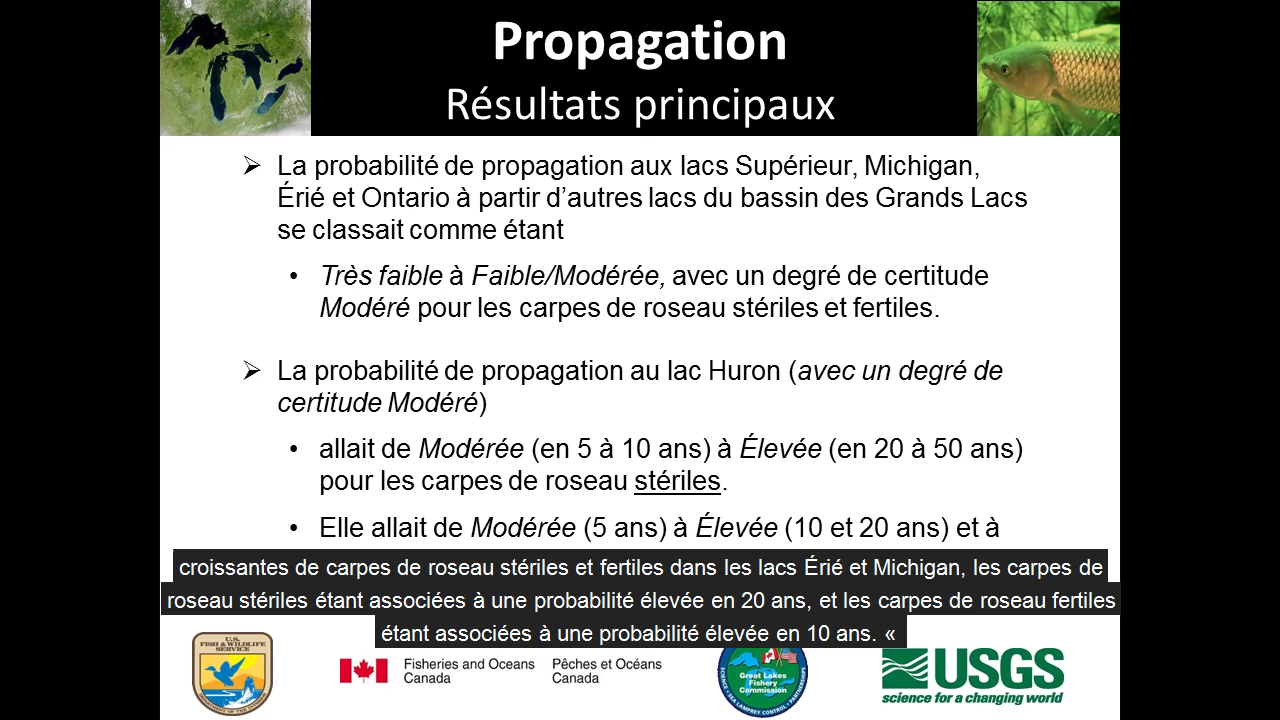 Propagation
Résultats principaux
➢ La probabilité de propagation aux lacs Supérieur, Michigan,
Érié et Ontario à partir d’autres lacs du bassin des Grands Lacs
se classait comme étant
• Très faible à Faible/Modérée, avec un degré de certitude
Modéré pour les carpes de roseau stériles et fertiles.
➢ La probabilité de propagation au lac Huron (avec un degré de
certitude Modéré)
• allait de Modérée (en 5 à 10 ans) à Élevée (en 20 à 50 ans)
pour les carpes de roseau stériles.
• Elle allait de Modérée (5 ans) à Élevée (10 et 20 ans) et à
croissantes de carpes de roseau stériles et fertiles dans les lacs Érié et Michigan, les carpes de
roseau stériles étant associées à une probabilité élevée en 20 ans, et les carpes de roseau fertiles
étant associées à une probabilité élevée en 10 ans. «
U.S.
FISH & WILDLIFE
SERVICE
Fisheries and Oceans
Canada
Pêches et Océans
Canada
Great Lakes
Fishery
Commission
SCIENCE • SEA LAMPREY CONTROL • PARTNERSHIPS
USGS
science for a changing world